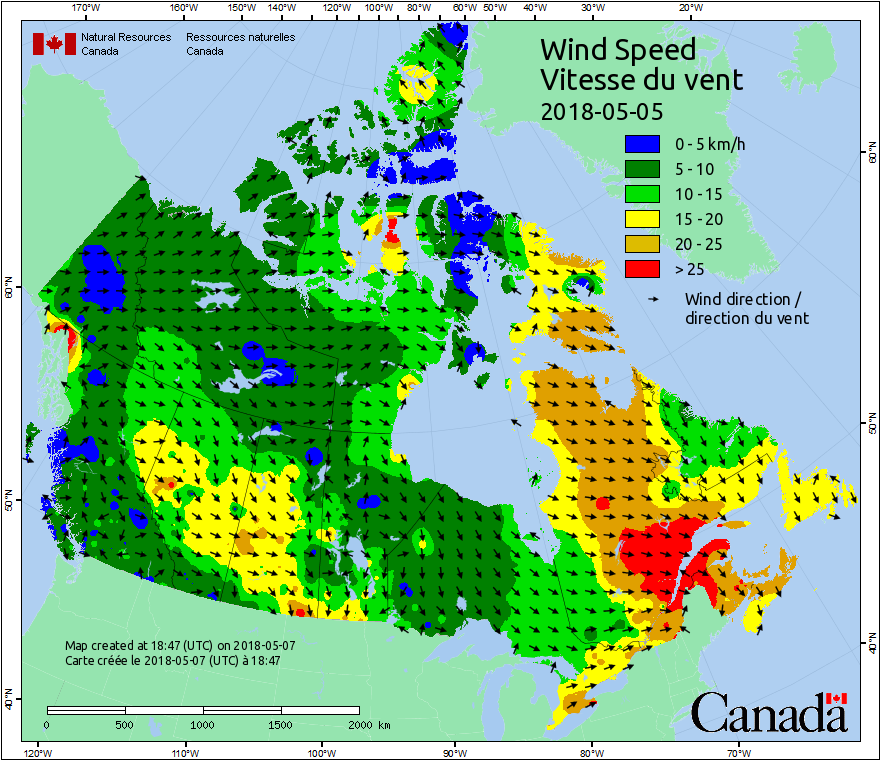 170°W 160°W 150°W 140°W 130°W 120°W 110°W 100°W 80°W 60°W 50°W 40°W 30°W 20°W
Natural Resources Canada
Ressources naturelles Canada
Wind Speed
Vitesse du vent
2018-05-05
0 - 5 km/h
5 - 10
10 - 15
15 - 20
20 - 25
> 25
Wind direction /
direction du vent
60°N
50°N
40°N
60°N
50°N
40°N
Map created at 18:47 (UTC) on 2018-05-07
Carte créée le 2018-05-07 (UTC) à 18:47
0 500 1000 1500 2000 km
Canada
120°W 110°W 100°W 90°W 80°W 70°W